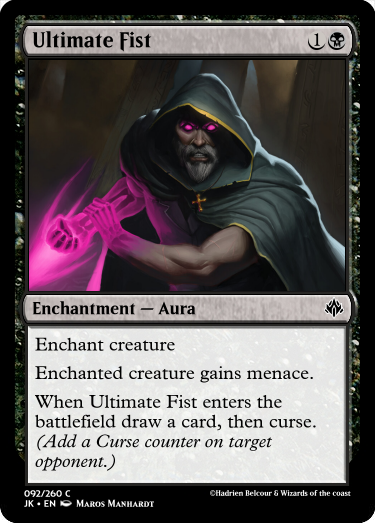 Ultimate Fist 1
Enchantment — Aura
Enchant creature
Enchanted creature gains menace.
When Ultimate Fist enters the
battlefield draw a card, then curse.
(Add a Curse counter on target
opponent.)
092/260 C
JK • EN Maros Manhardt
©Hadrien Belcour & Wizards of the coast